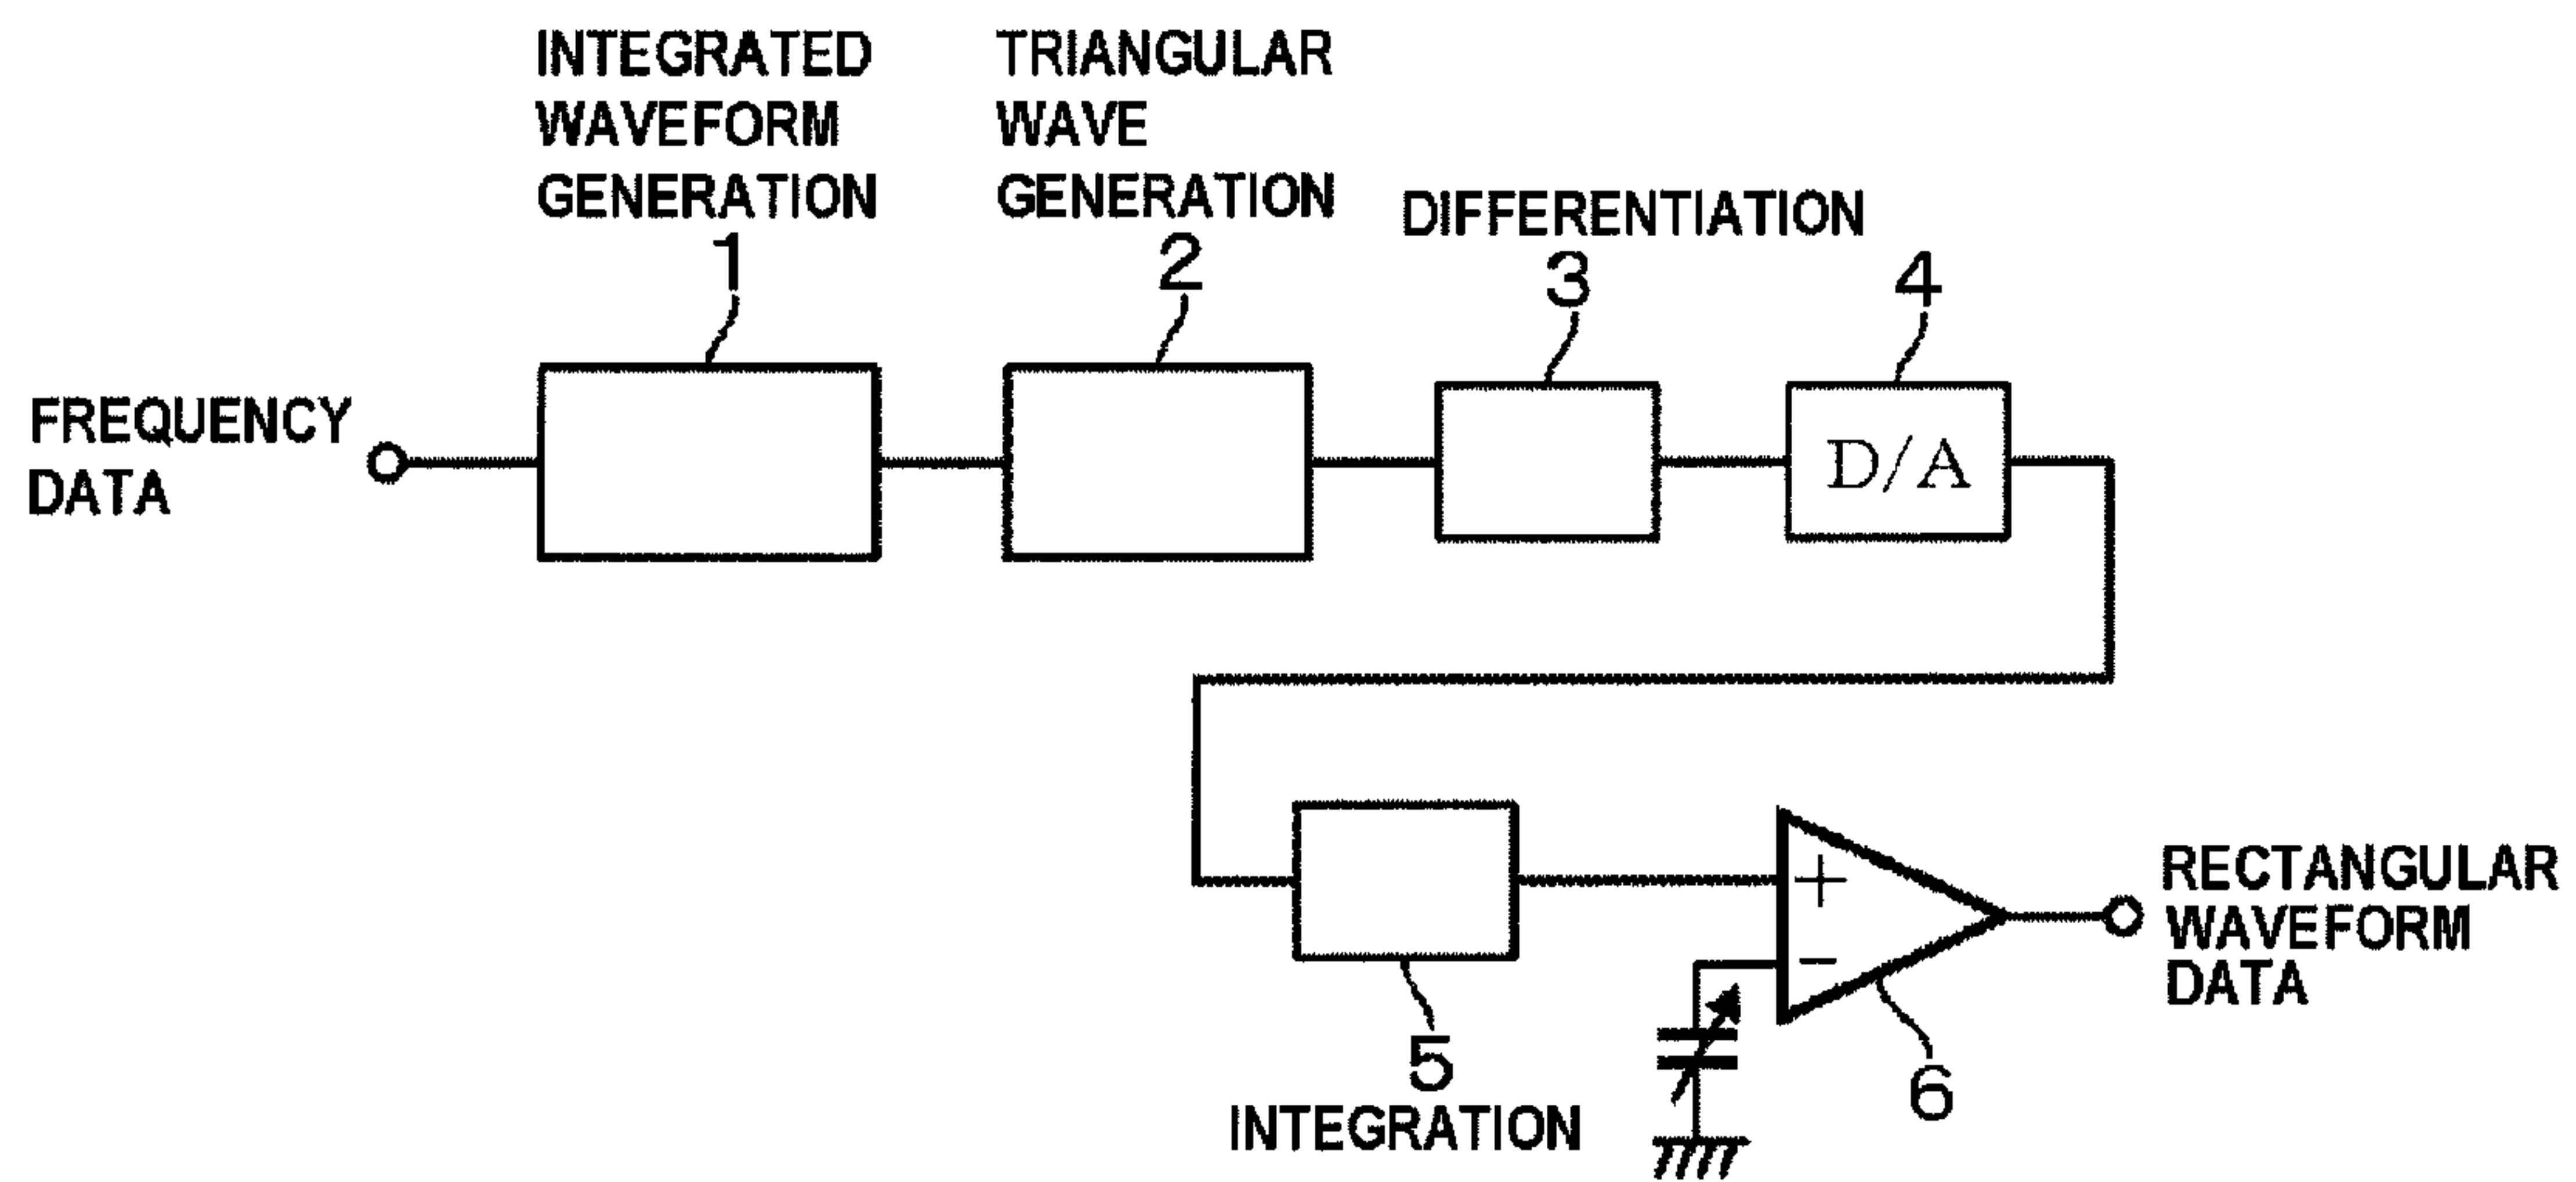 INTEGRATED
WAVEFORM
GENERATION
1
TRIANGULAR
WAVE
GENERATION
2
DIFFERENTIATION
3
4
FREQUENCY
DATA
D/A
+
−
RECTANGULAR
WAVEFORM
DATA
5
INTEGRATION
6